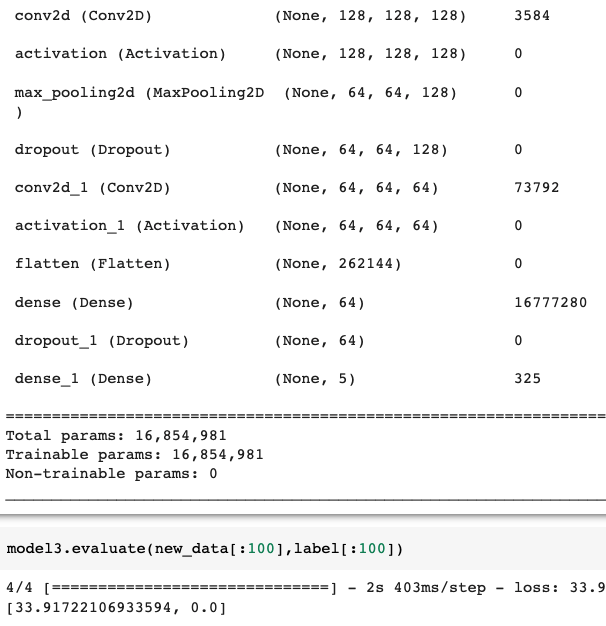 conv2d (Conv2D) (None, 128, 128, 128) 3584
activation (Activation) (None, 128, 128, 128) 0
max_pooling2d (MaxPooling2D (None, 64, 64, 128) 0
)
dropout (Dropout) (None, 64, 64, 128) 0
conv2d_1 (Conv2D) (None, 64, 64, 64) 73792
activation_1 (Activation) (None, 64, 64, 64) 0
flatten (Flatten) (None, 262144) 0
dense (Dense) (None, 64) 16777280
dropout_1 (Dropout) (None, 64) 0
dense_1 (Dense) (None, 5) 325
=================================================================
Total params: 16,854,981
Trainable params: 16,854,981
Non-trainable params: 0
_________________________________________________________________
model3.evaluate(new_data[:100],label[:100])
4/4 [==============================] - 2s 403ms/step - loss: 33.9
[33.91722106933594, 0.0]